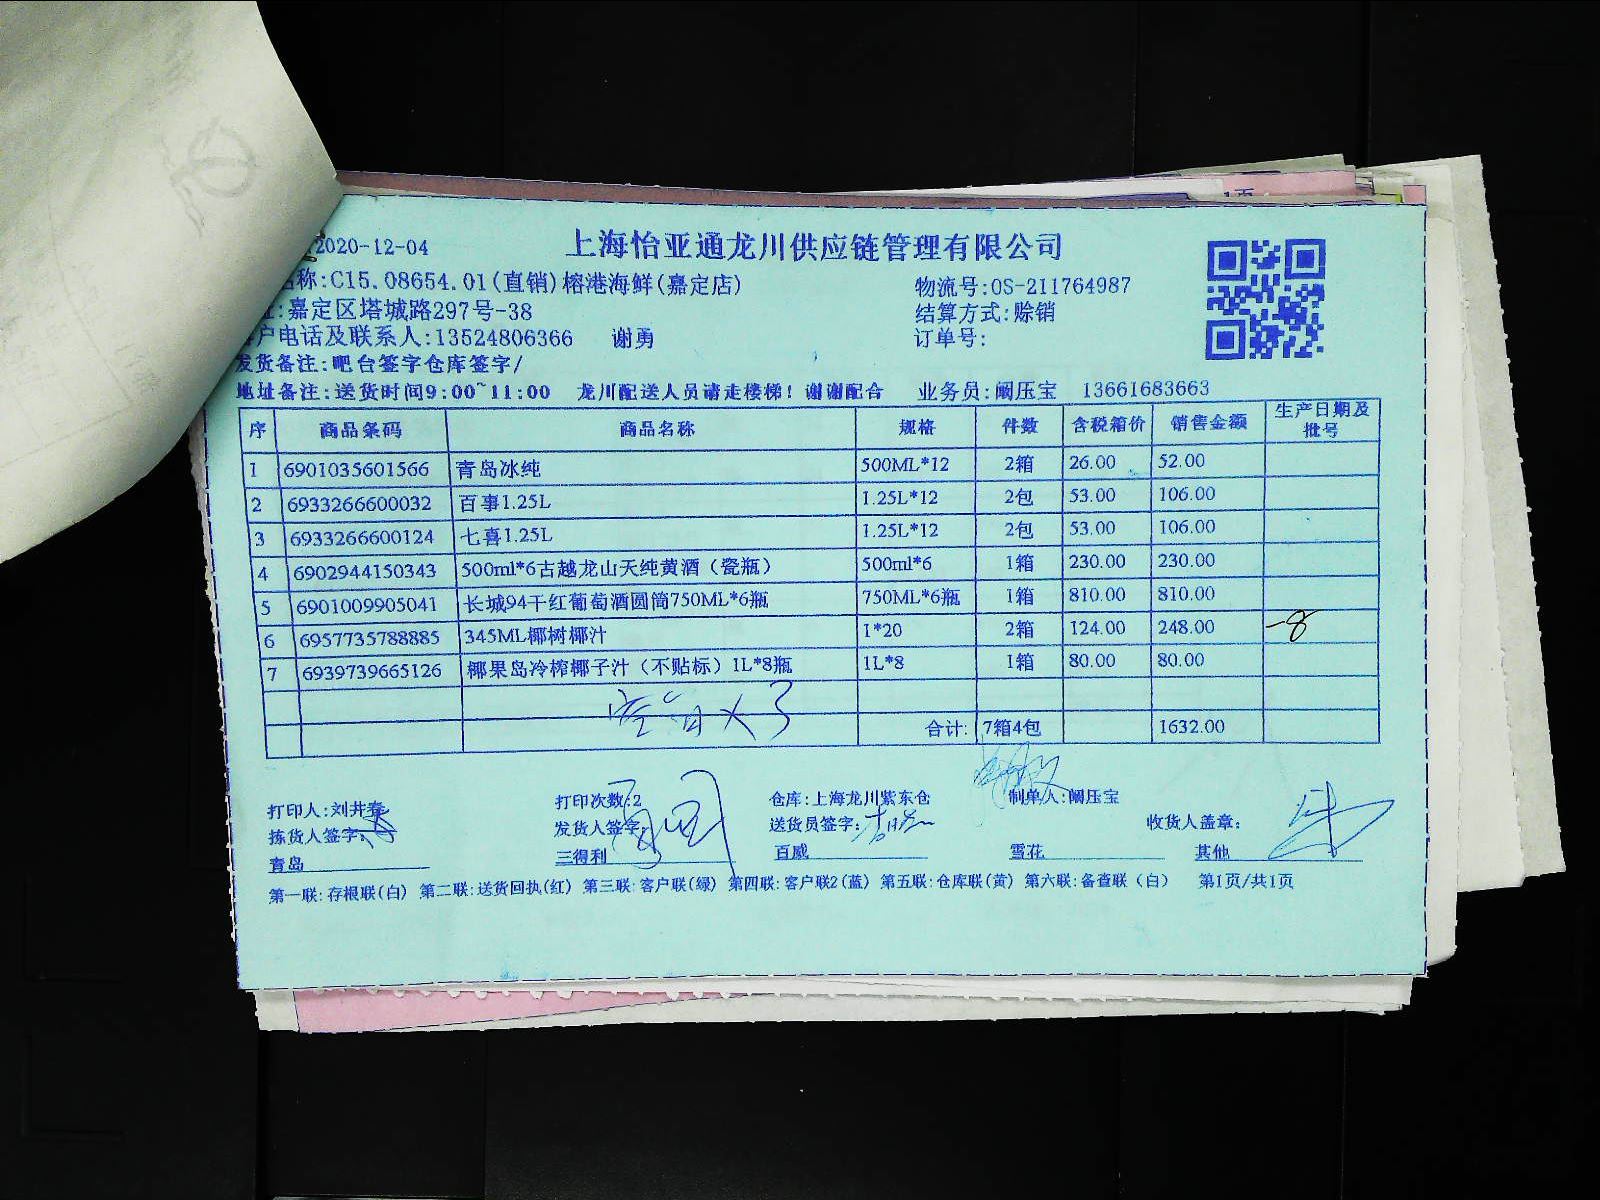 2020-12-04
上海怡亚通龙川供应链管理有限公司
称:C15.08654.01(直销)榕港海鲜(嘉定店)
物流号:OS-211764987
:嘉定区塔城路297号-38
结算方式:赊销
户电话及联系人:13524806366 谢勇
订单号:
发货备注:吧台签字仓库签字/
地址备注:送货时间9:00~11:00 龙川配送人员请走楼梯!谢谢配合 业务员:阚压宝 13661683663
序 商品条码 商品名称 规格 件数 含税箱价 销售金额 生产日期及批号
1 6901035601566 青岛冰纯 500ML*12 2箱 26.00 52.00
2 6933266600032 百事1.25L 1.25L*12 2包 53.00 106.00
3 6933266600124 七喜1.25L 1.25L*12 2包 53.00 106.00
4 6902944150343 500ml*6古越龙山天纯黄酒（瓷瓶） 500ml*6 1箱 230.00 230.00
5 6901009905041 长城94干红葡萄酒圆筒750ML*6瓶 750ML*6瓶 1箱 810.00 810.00
6 6957735788885 345ML椰树椰汁 1*20 2箱 124.00 248.00 -8
7 6939739665126 椰果岛冷榨椰子汁（不贴标）1L*8瓶 1L*8 1箱 80.00 80.00
合计: 7箱4包 1632.00
打印人:刘井春 打印次数:2 仓库:上海龙川紫东仓 制单人:阚压宝
拣货人签字: 发货人签字: 送货员签字: 收货人盖章:
青岛 三得利 百威 雪花 其他
第一联:存根联(白) 第二联:送货回执(红) 第三联:客户联(绿) 第四联:客户联2(蓝) 第五联:仓库联(黄) 第六联:备查联（白） 第1页/共1页